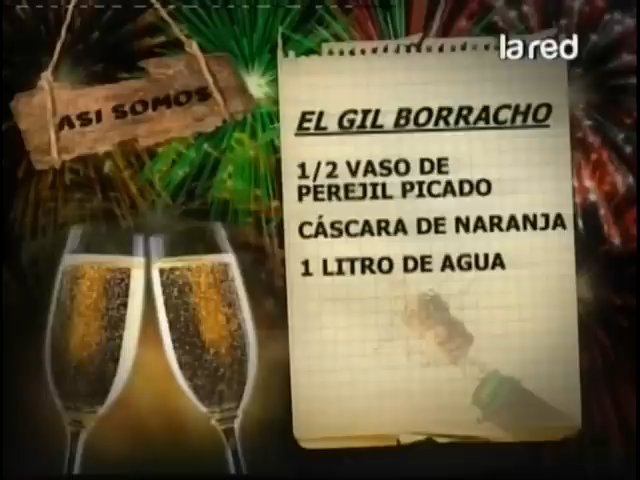 la red
ASI SOMOS
EL GIL BORRACHO
1/2 VASO DE
PEREJIL PICADO
CÁSCARA DE NARANJA
1 LITRO DE AGUA